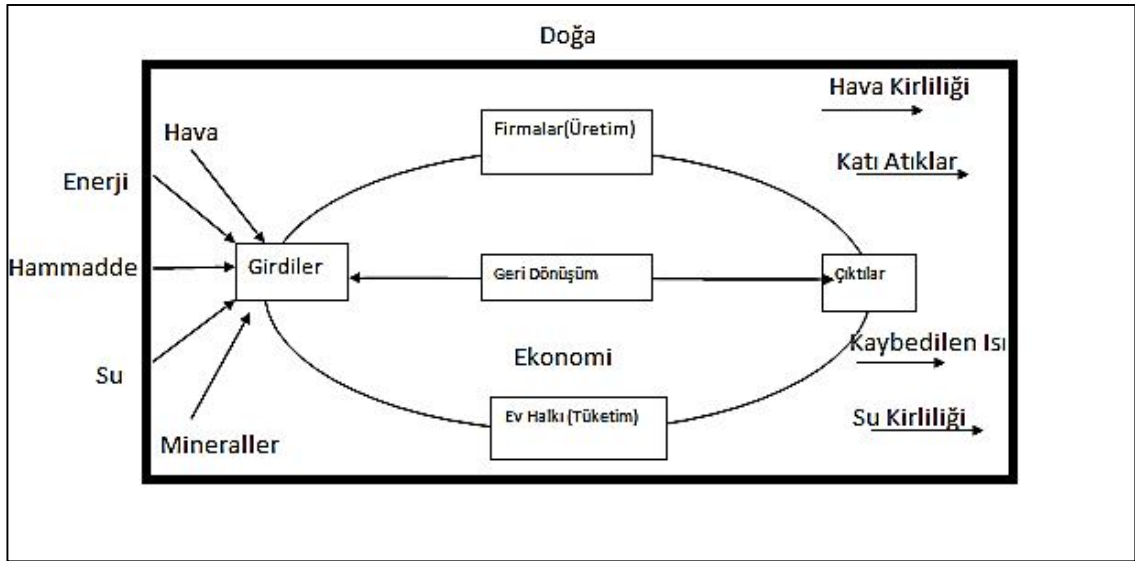 Doğa
Hava Kirliliği
Firmalar(Üretim)
Hava
Katı Atıklar
Enerji
Hammadde
Girdiler
Geri Dönüşüm
Çıktılar
Ekonomi
Kaybedilen Isı
Su
Ev Halkı (Tüketim)
Su Kirliliği
Mineraller